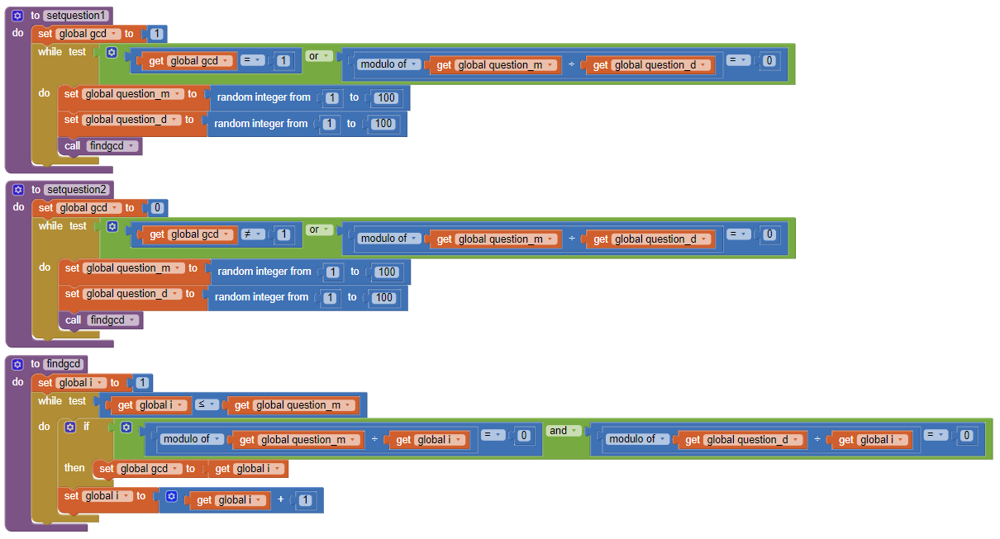 to setquestion1
do set global gcd to 1
while test get global gcd = 1 or modulo of get global question_m ÷ get global question_d = 0
do set global question_m to random integer from 1 to 100
set global question_d to random integer from 1 to 100
call findgcd
to setquestion2
do set global gcd to 0
while test get global gcd ≠ 1 or modulo of get global question_m ÷ get global question_d = 0
do set global question_m to random integer from 1 to 100
set global question_d to random integer from 1 to 100
call findgcd
to findgcd
do set global i to 1
while test get global i ≤ get global question_m
do if modulo of get global question_m ÷ get global i = 0 and modulo of get global question_d ÷ get global i = 0
then set global gcd to get global i
set global i to get global i + 1